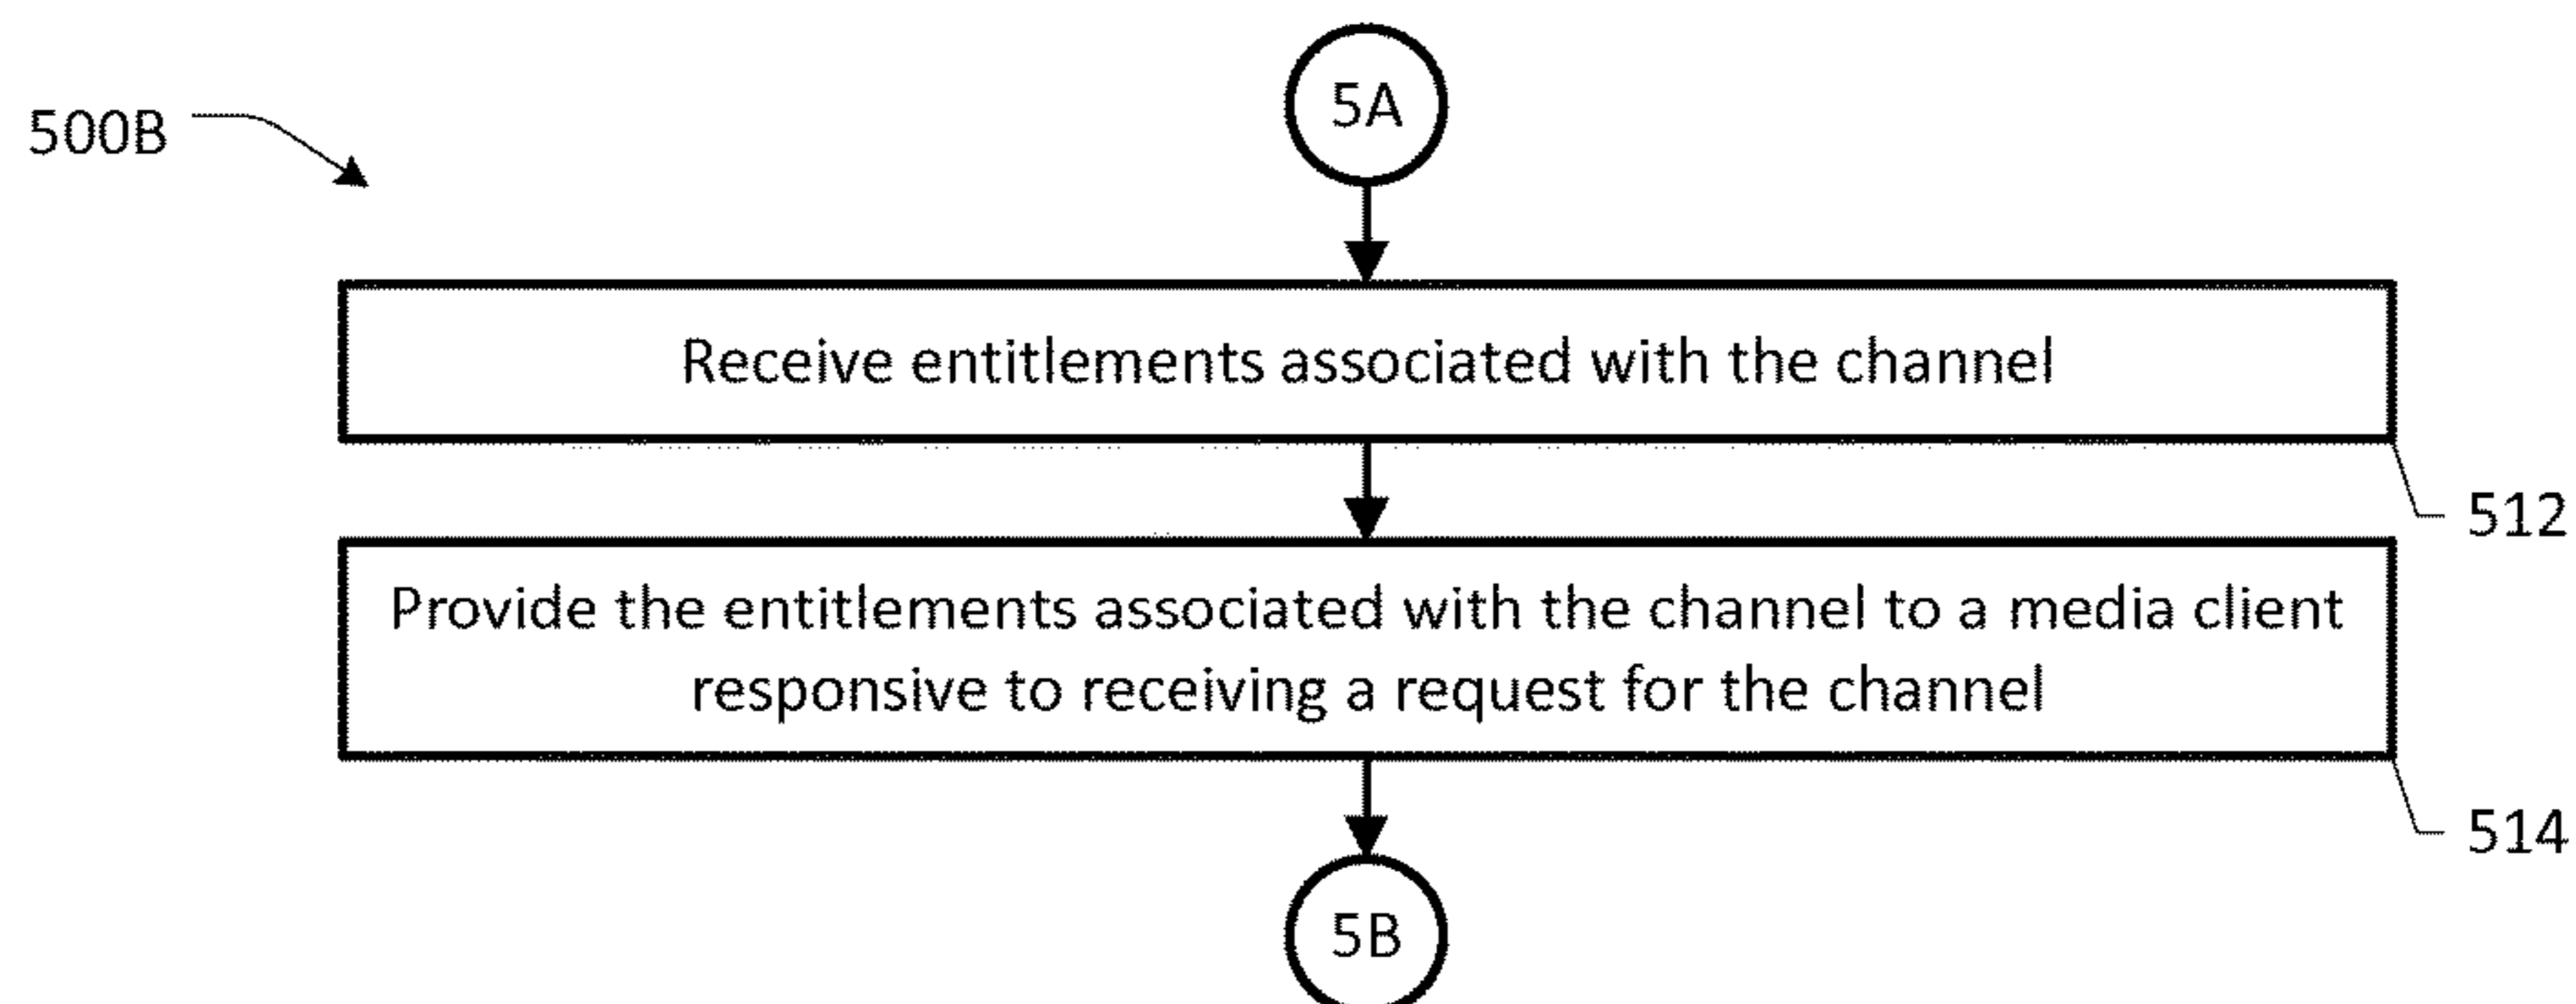 5A
500B
Receive entitlements associated with the channel
512
Provide the entitlements associated with the channel to a media client
responsive to receiving a request for the channel
514
5B